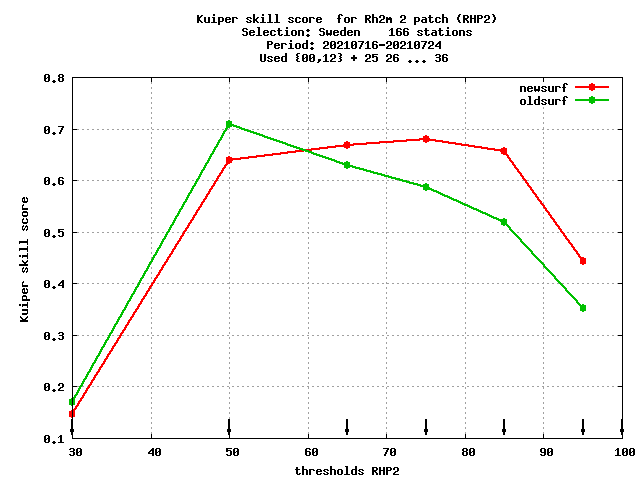 Kuiper skill score  for Rh2m 2 patch (RHP2)
Selection: Sweden    166 stations
Period: 20210716-20210724
Used {00,12} + 25 26 ... 36
newsurf
oldsurf
0.8
0.7
0.6
0.5
0.4
0.3
0.2
0.1
Kuiper skill score
30 40 50 60 70 80 90 100
thresholds RHP2